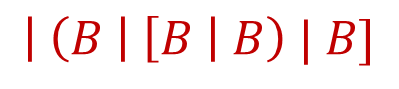 | (B | [B | B) | B]